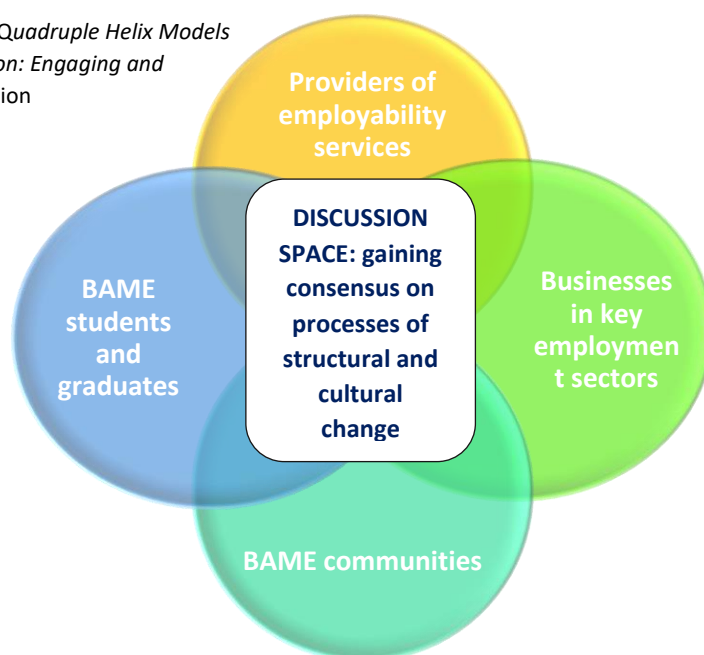 Quadruple Helix Models
on: Engaging and
ion
Providers of
employability
services
DISCUSSION
SPACE: gaining
consensus on
processes of
structural and
cultural
change
BAME
students
and
graduates
Businesses
in key
employmen
t sectors
BAME communities